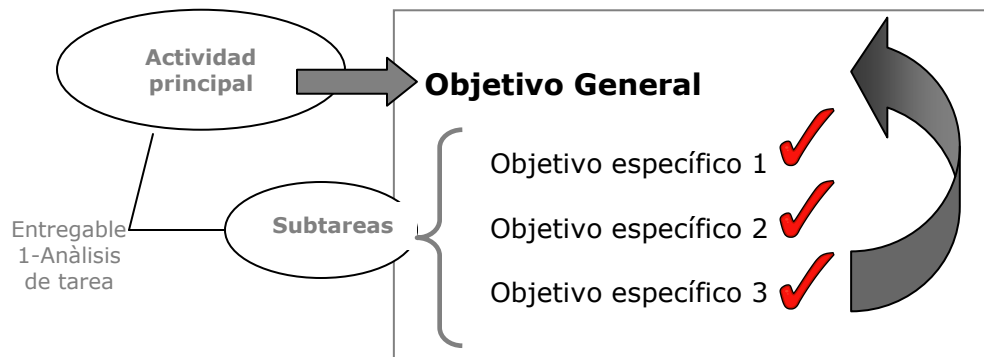 Actividad
principal
Objetivo General
Objetivo específico 1
Subtareas
Objetivo específico 2
Entregable
1-Anàlisis
de tarea
Objetivo específico 3